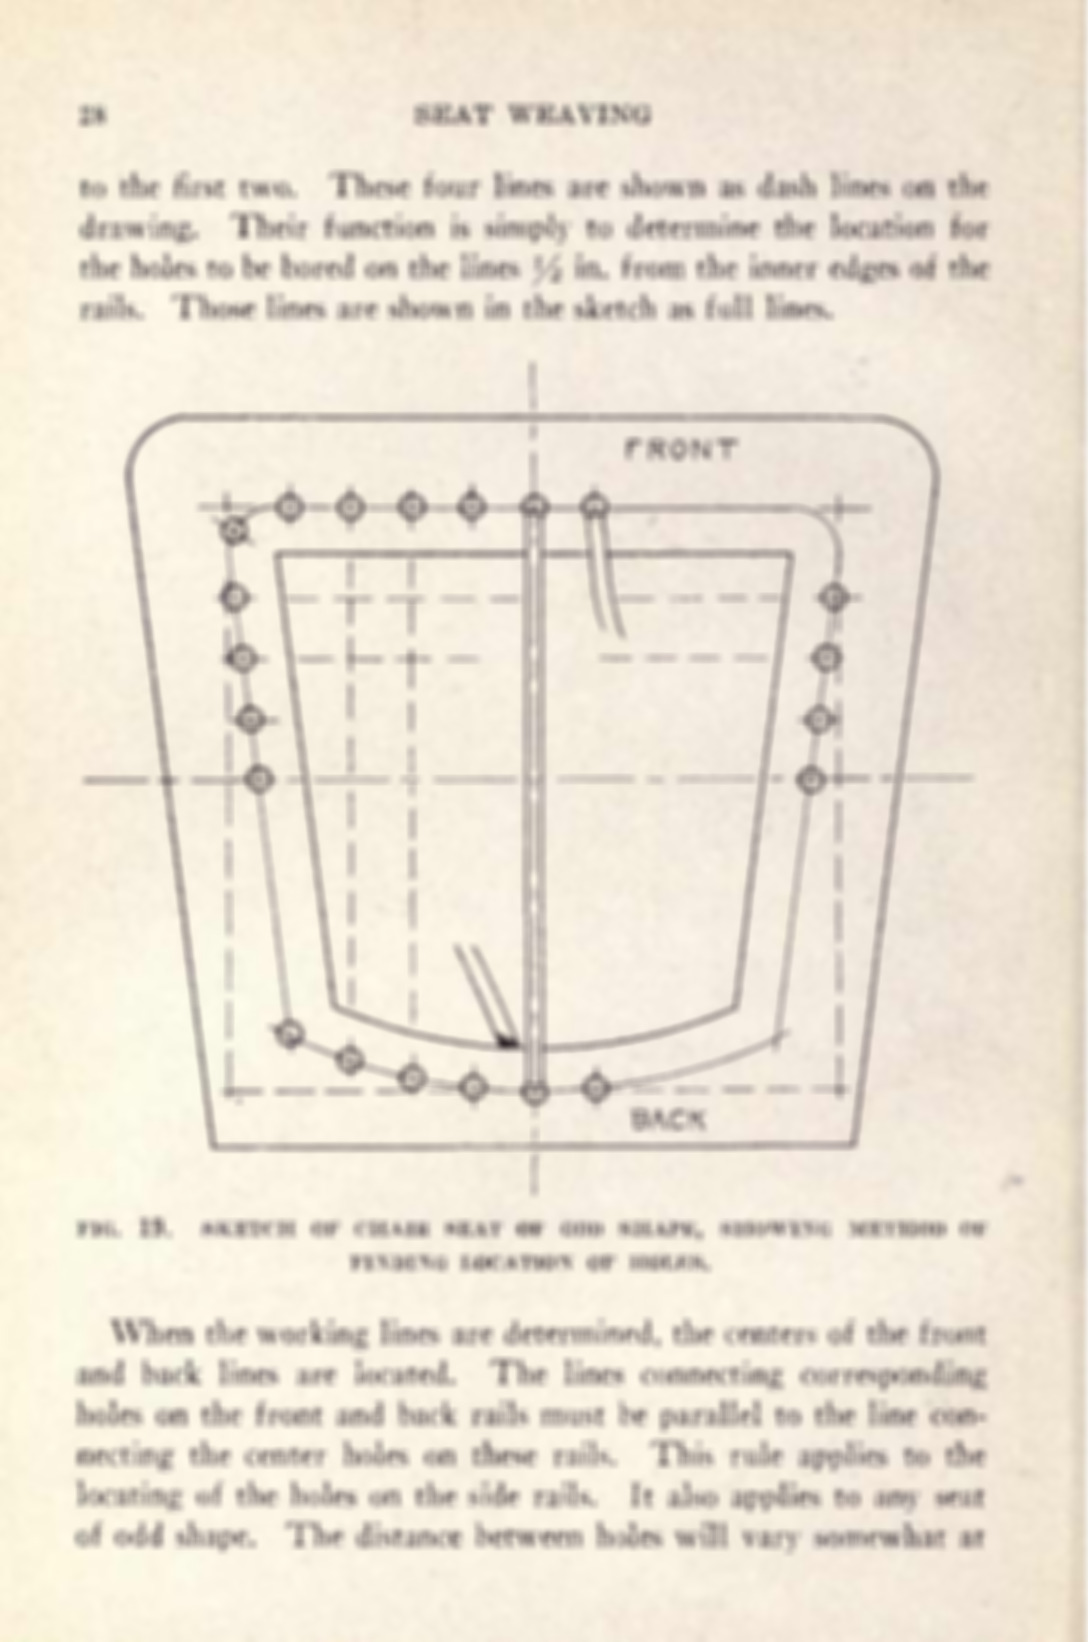 28 SEAT WEAVING
to the first two. These four lines are shown as dash lines on the
drawing. Their function is simply to determine the location for
the holes to be bored on the lines ½ in. from the inner edges of the
rails. Those lines are shown in the sketch as full lines.
FRONT
BACK
FIG. 19. SKETCH OF CHAIR SEAT OF ODD SHAPE, SHOWING METHOD OF
FINDING LOCATION OF HOLES.
When the working lines are determined, the centers of the front
and back lines are located. The lines connecting corresponding
holes on the front and back rails must be parallel to the line con-
necting the center holes on these rails. This rule applies to the
locating of the holes on the side rails. It also applies to any seat
of odd shape. The distance between holes will vary somewhat at